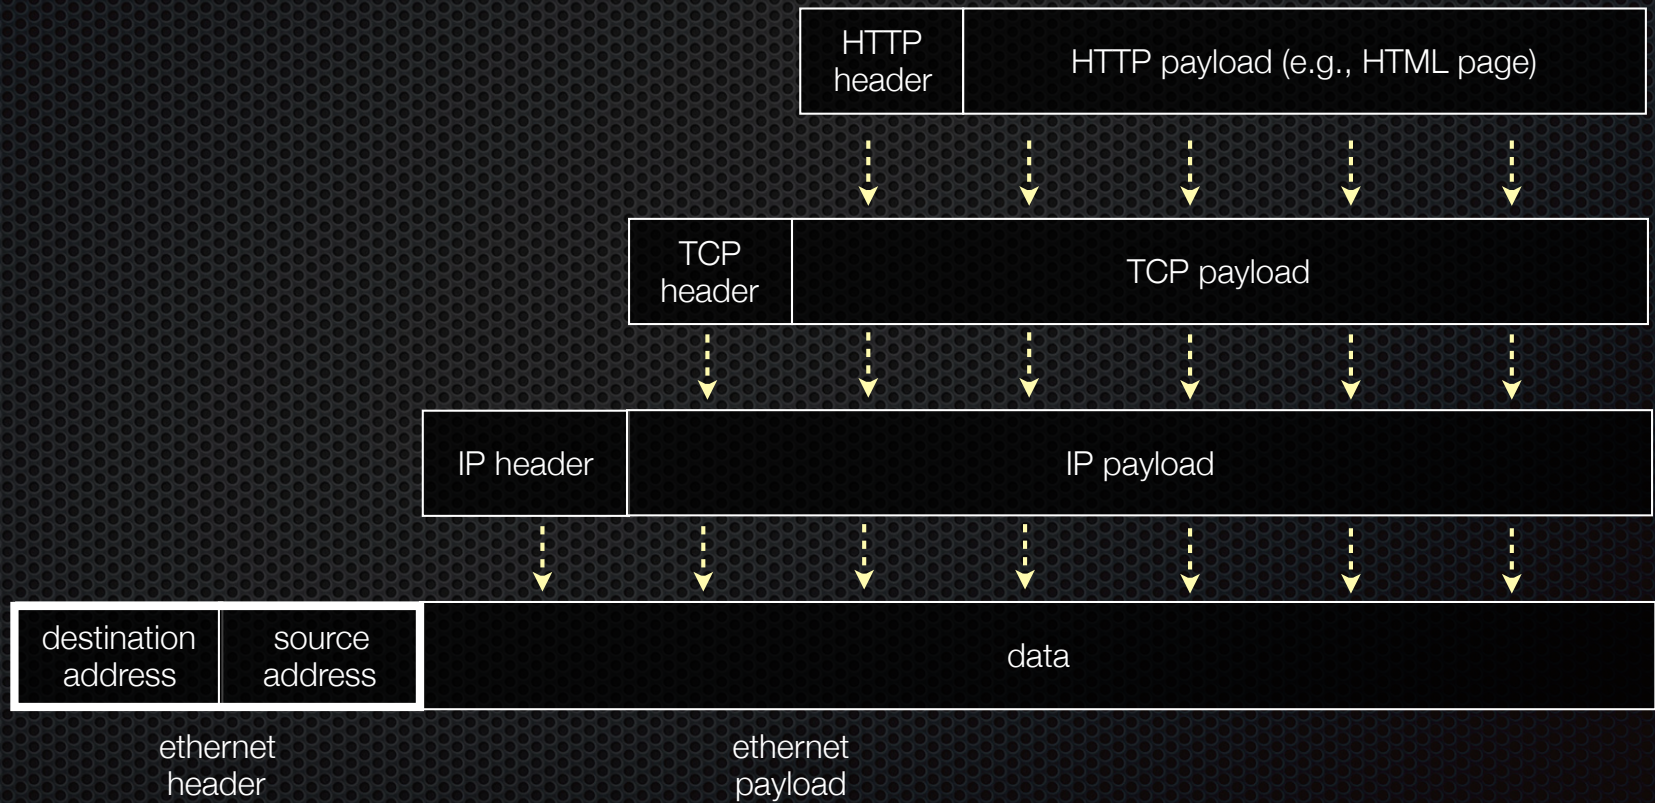 HTTP
header
HTTP payload (e.g., HTML page)
TCP
header
TCP payload
IP header
IP payload
destination
address
source
address
data
ethernet
header
ethernet
payload